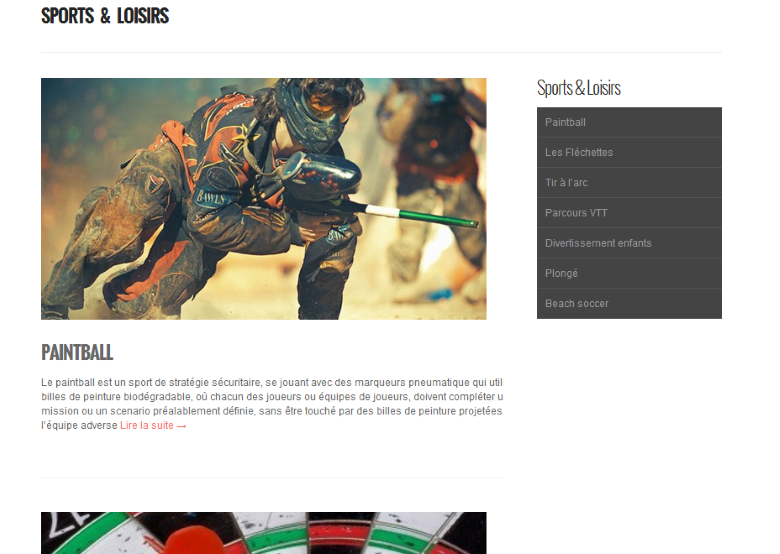 SPORTS & LOISIRS
BAWLS
PAINTBALL
Le paintball est un sport de stratégie sécuritaire, se jouant avec des marqueurs pneumatique qui util
billes de peinture biodégradable, où chacun des joueurs ou équipes de joueurs, doivent compléter u
mission ou un scenario préalablement définie, sans être touché par des billes de peinture projetées
l'équipe adverse Lire la suite →
17
Sports & Loisirs
Paintball
Les Fléchettes
Tir à l'arc
Parcours VTT
Divertissement enfants
Plongé
Beach soccer